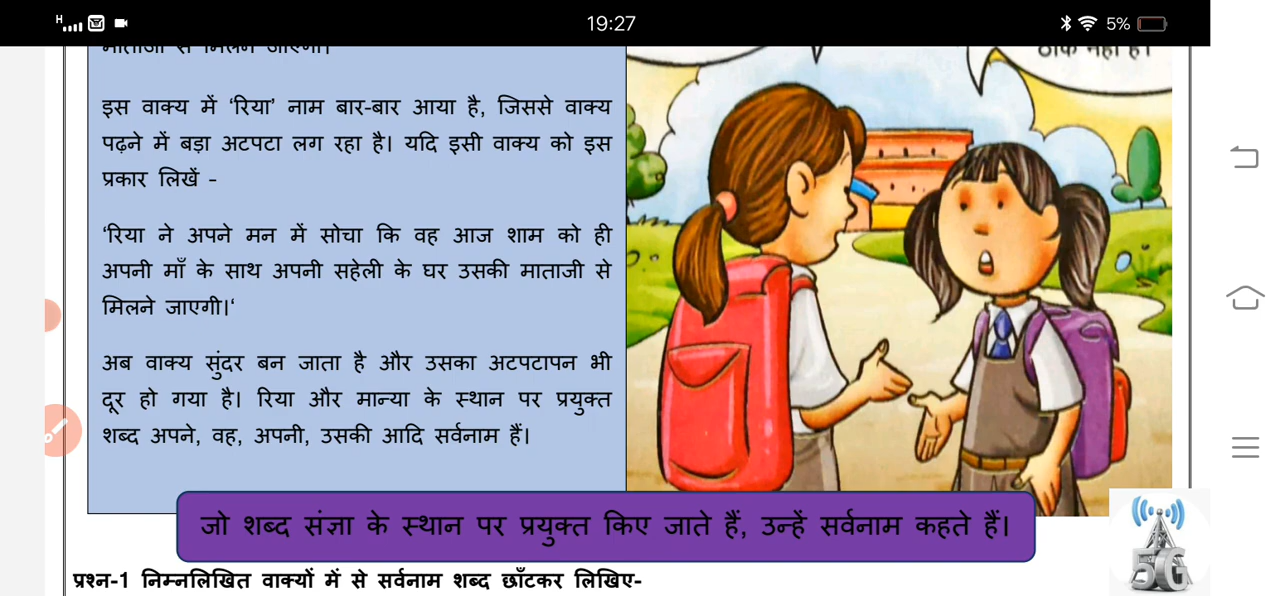 H
19:27
5%
माताजी से मिलने जाएगी।
ठीक नहीं है।
इस वाक्य में ‘रिया’ नाम बार-बार आया है, जिससे वाक्य
पढ़ने में बड़ा अटपटा लग रहा है। यदि इसी वाक्य को इस
प्रकार लिखें -
‘रिया ने अपने मन में सोचा कि वह आज शाम को ही
अपनी माँ के साथ अपनी सहेली के घर उसकी माताजी से
मिलने जाएगी।‘
अब वाक्य सुंदर बन जाता है और उसका अटपटापन भी
दूर हो गया है। रिया और मान्या के स्थान पर प्रयुक्त
शब्द अपने, वह, अपनी, उसकी आदि सर्वनाम हैं।
जो शब्द संज्ञा के स्थान पर प्रयुक्त किए जाते हैं, उन्हें सर्वनाम कहते हैं।
5G
प्रश्न-1 निम्नलिखित वाक्यों में से सर्वनाम शब्द छाँटकर लिखिए-